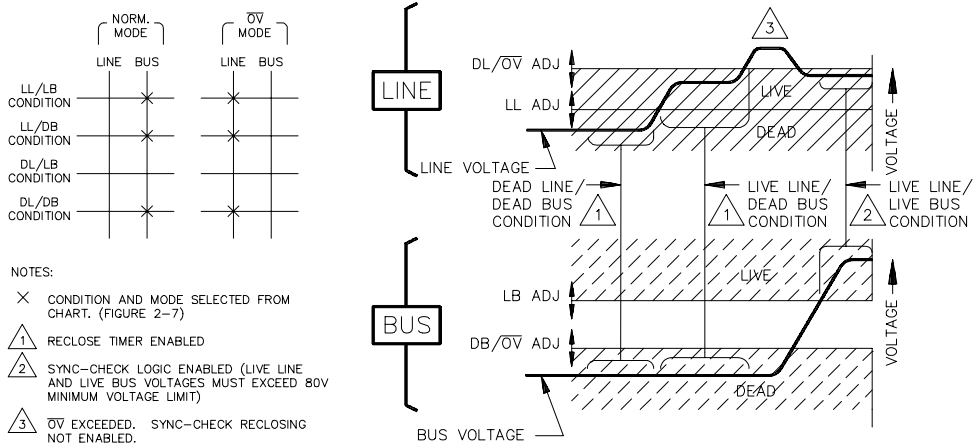 NORM.
MODE
O̅V̅
MODE
LINE BUS
LINE BUS
LL/LB
CONDITION
LL/DB
CONDITION
DL/LB
CONDITION
DL/DB
CONDITION
NOTES:
X CONDITION AND MODE SELECTED FROM
CHART. (FIGURE 2-7)
1 RECLOSE TIMER ENABLED
2 SYNC-CHECK LOGIC ENABLED (LIVE LINE
AND LIVE BUS VOLTAGES MUST EXCEED 80V
MINIMUM VOLTAGE LIMIT)
3 O̅V̅ EXCEEDED. SYNC-CHECK RECLOSING
NOT ENABLED.
LINE
BUS
3
DL/O̅V̅ ADJ
LL ADJ
LIVE
DEAD
LINE VOLTAGE
VOLTAGE
DEAD LINE/
DEAD BUS
CONDITION
1
LIVE LINE/
DEAD BUS
CONDITION
1
LIVE LINE/
LIVE BUS
CONDITION
2
LIVE
LB ADJ
DB/O̅V̅ ADJ
DEAD
BUS VOLTAGE
VOLTAGE